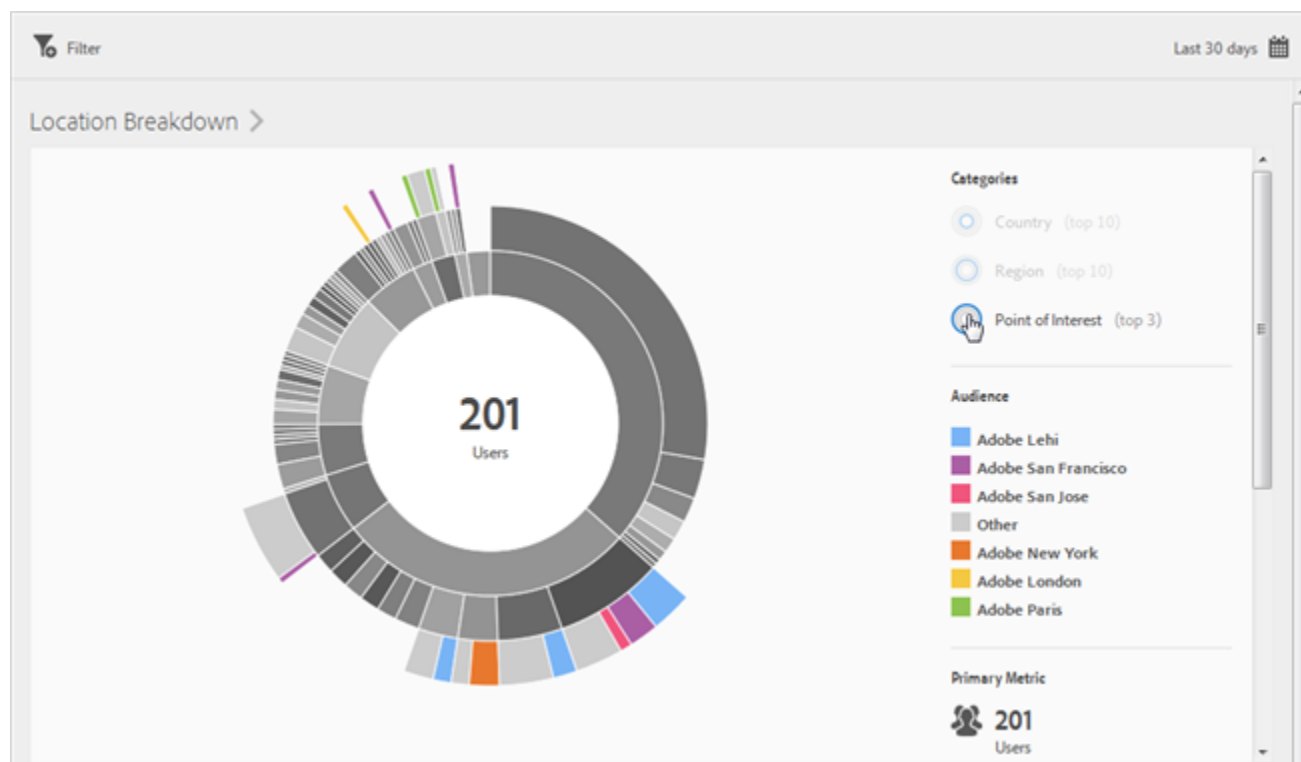 Filter
Last 30 days
Location Breakdown
Categories
Country (top 10)
Region (top 10)
Point of Interest (top 3)
201
Users
Audience
Adobe Lehi
Adobe San Francisco
Adobe San Jose
Other
Adobe New York
Adobe London
Adobe Paris
Primary Metric
201
Users